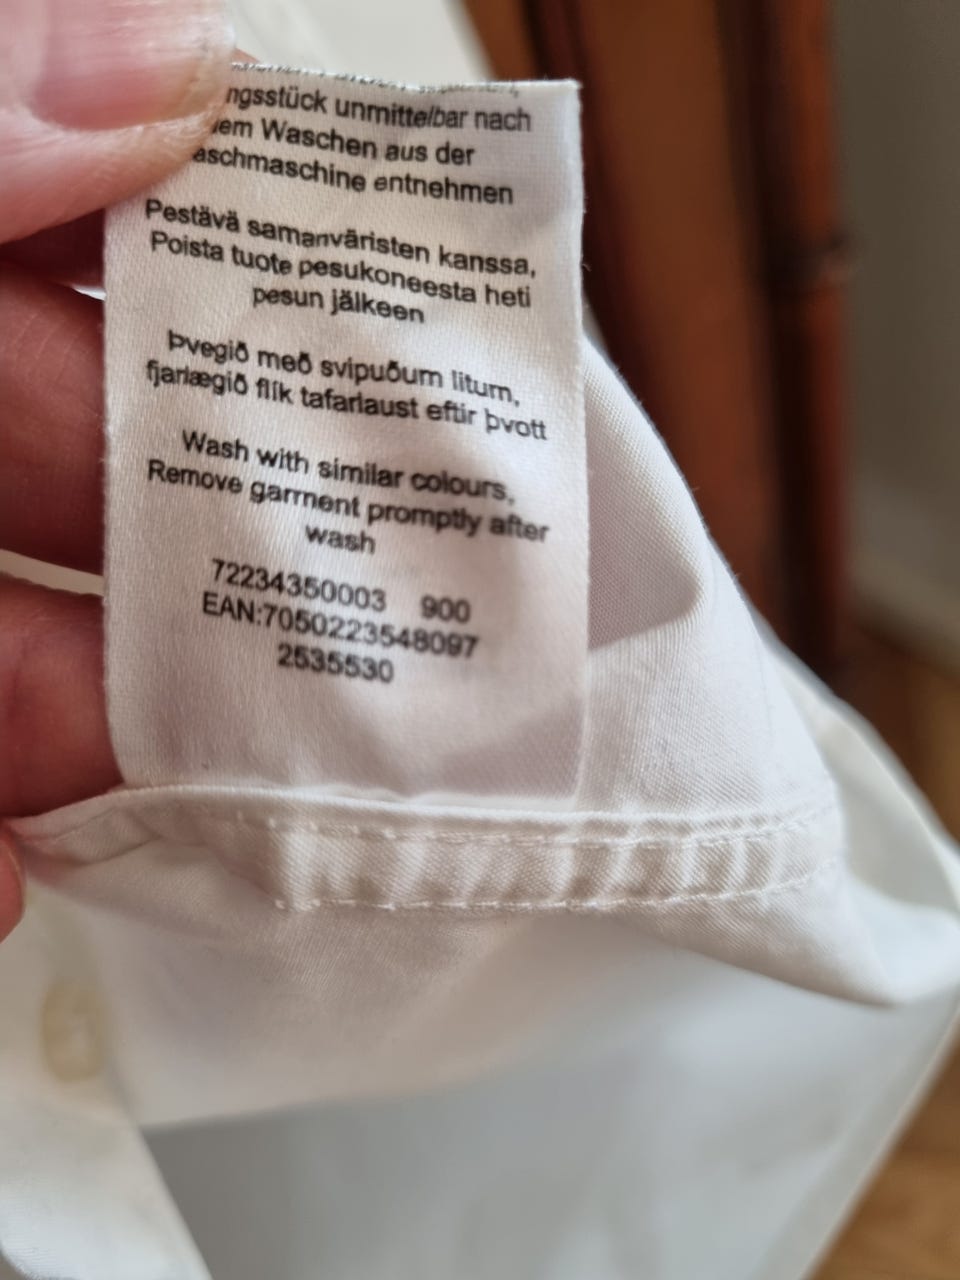 ngsstück unmittelbar nach
em Waschen aus der
aschmaschine entnehmen
Pestävä samanväristen kanssa,
Poista tuote pesukoneesta heti
pesun jälkeen
Þvegið með svipuðum litum,
fjarlægið flík tafarlaust eftir þvott
Wash with similar colours,
Remove garment promptly after
wash
72234350003 900
EAN:7050223548097
2535530